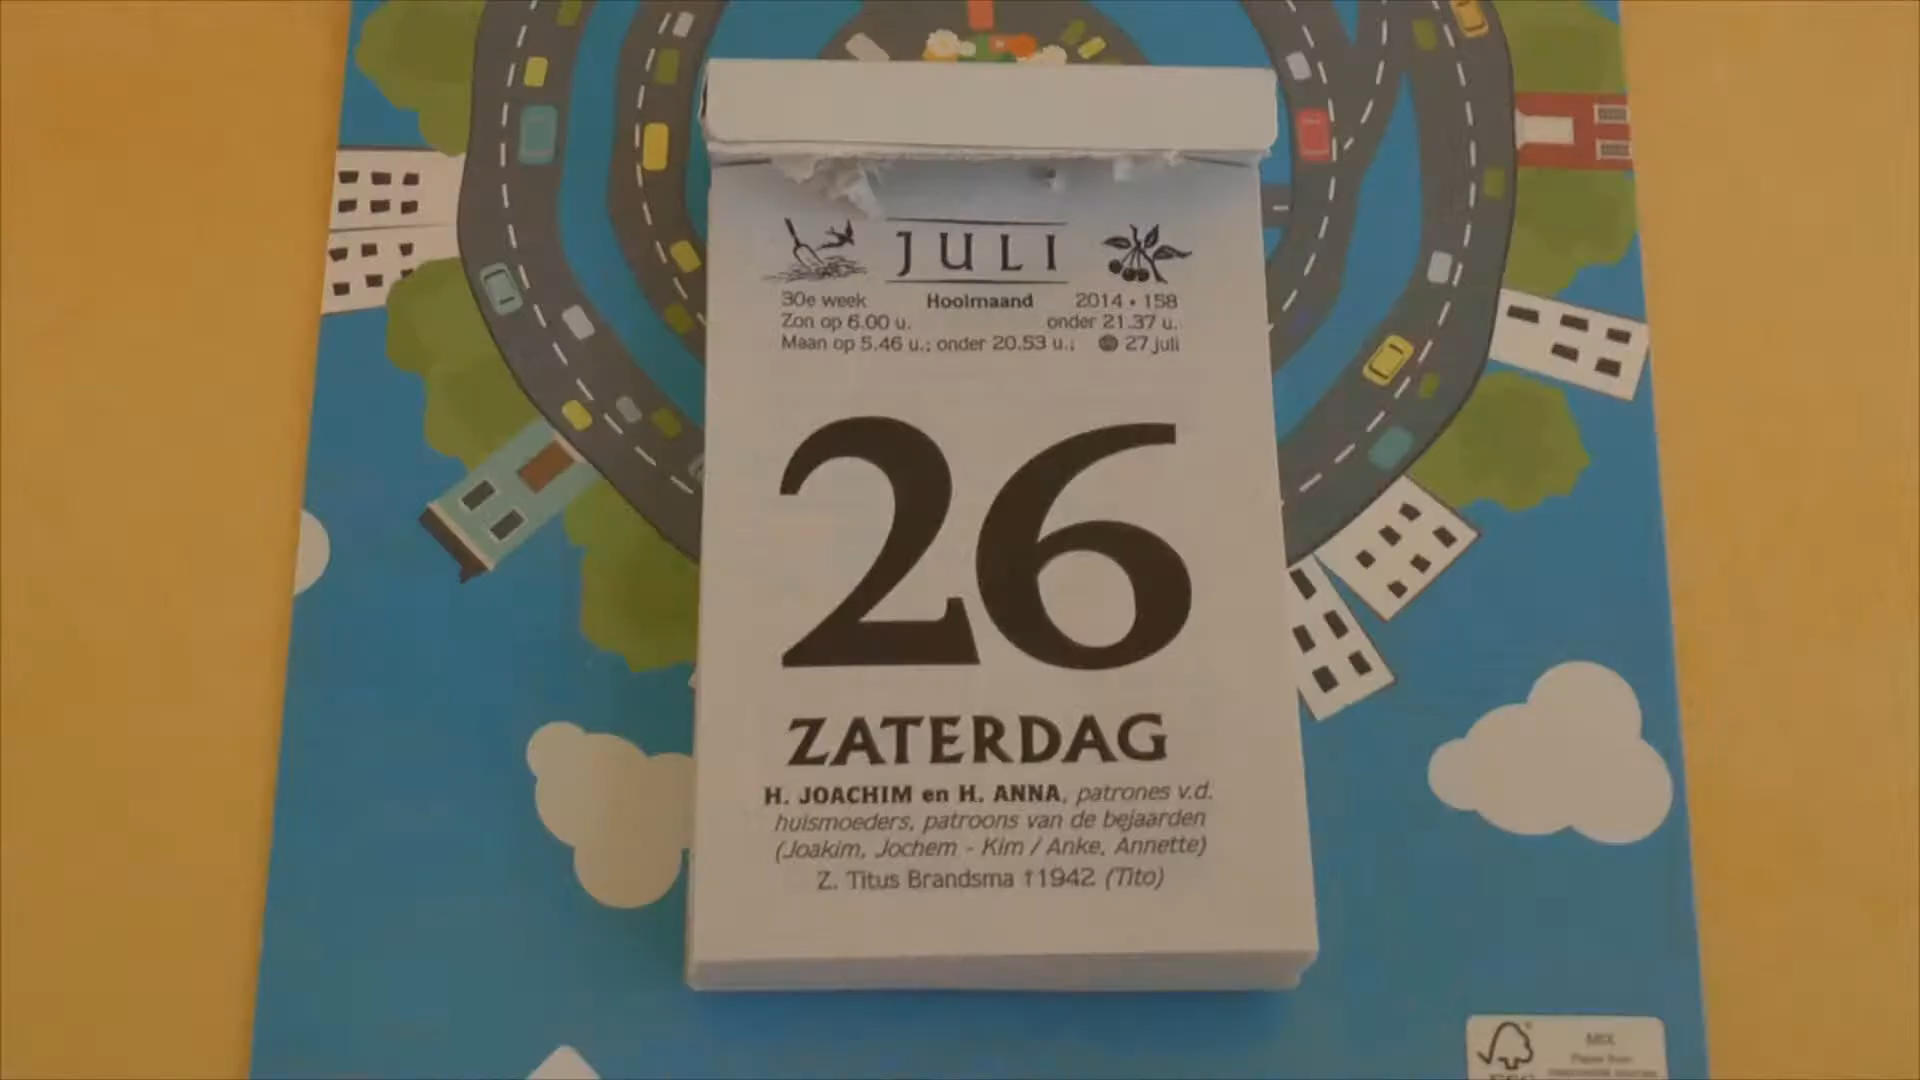 JULI
30e week Hooimaand 2014 • 158
Zon op 6.00 u. onder 21.37 u.
Maan op 5.46 u.; onder 20.53 u.; 27 juli
26
ZATERDAG
H. JOACHIM en H. ANNA, patrones v.d.
huismoeders, patroons van de bejaarden
(Joakim, Jochem - Kim / Anke, Annette)
Z. Titus Brandsma †1942 (Tito)
MIX